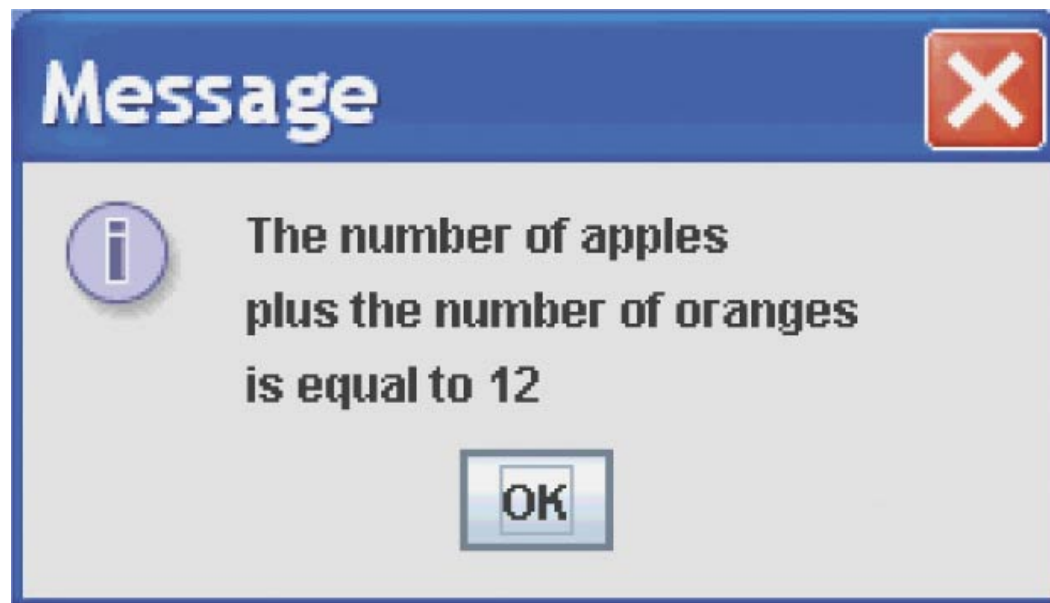 Message
The number of apples
plus the number of oranges
is equal to 12
OK